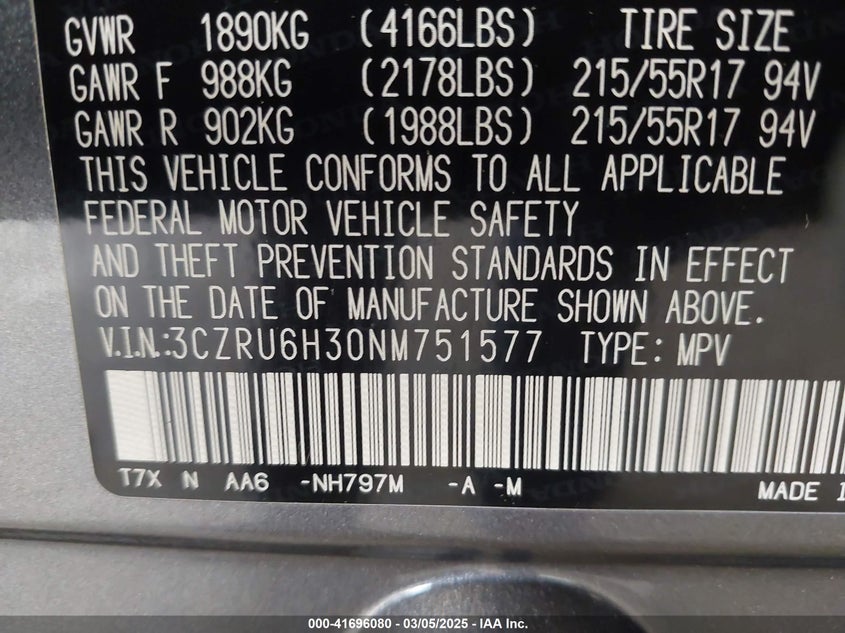 GVWR 1890KG (4166LBS) TIRE SIZE
GAWR F 988KG (2178LBS) 215/55R17 94V
GAWR R 902KG (1988LBS) 215/55R17 94V
THIS VEHICLE CONFORMS TO ALL APPLICABLE
FEDERAL MOTOR VEHICLE SAFETY
AND THEFT PREVENTION STANDARDS IN EFFECT
ON THE DATE OF MANUFACTURE SHOWN ABOVE.
V.I.N.:3CZRU6H30NM751577 TYPE: MPV
T7X N AA6 -NH797M -A -M MADE
000-41696080 - 03/05/2025 - IAA Inc.